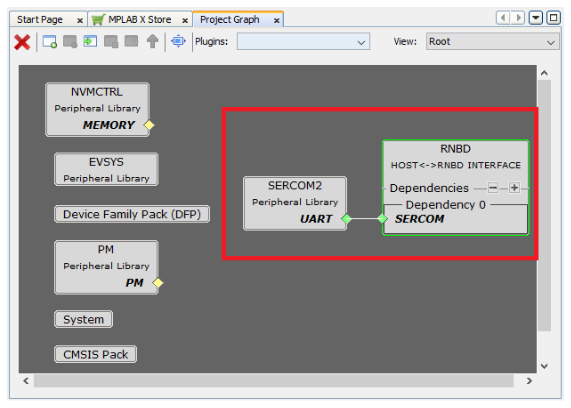 Start Page x MPLAB X Store x Project Graph x
Plugins: View: Root
NVMCTRL
Peripheral Library
MEMORY
EVSYS
Peripheral Library
Device Family Pack (DFP)
PM
Peripheral Library
PM
System
CMSIS Pack
SERCOM2
Peripheral Library
UART
RNBD
HOST<->RNBD INTERFACE
Dependencies
Dependency 0
SERCOM